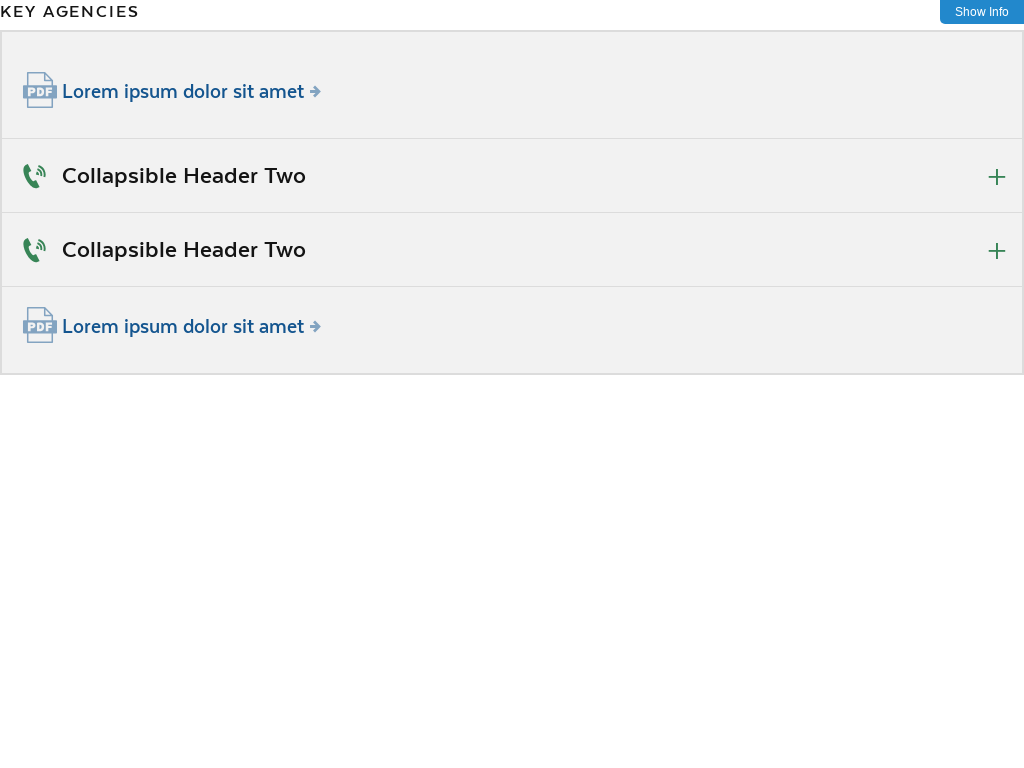 KEY AGENCIES
Show Info
PDF Lorem ipsum dolor sit amet
Collapsible Header Two
Collapsible Header Two
PDF Lorem ipsum dolor sit amet